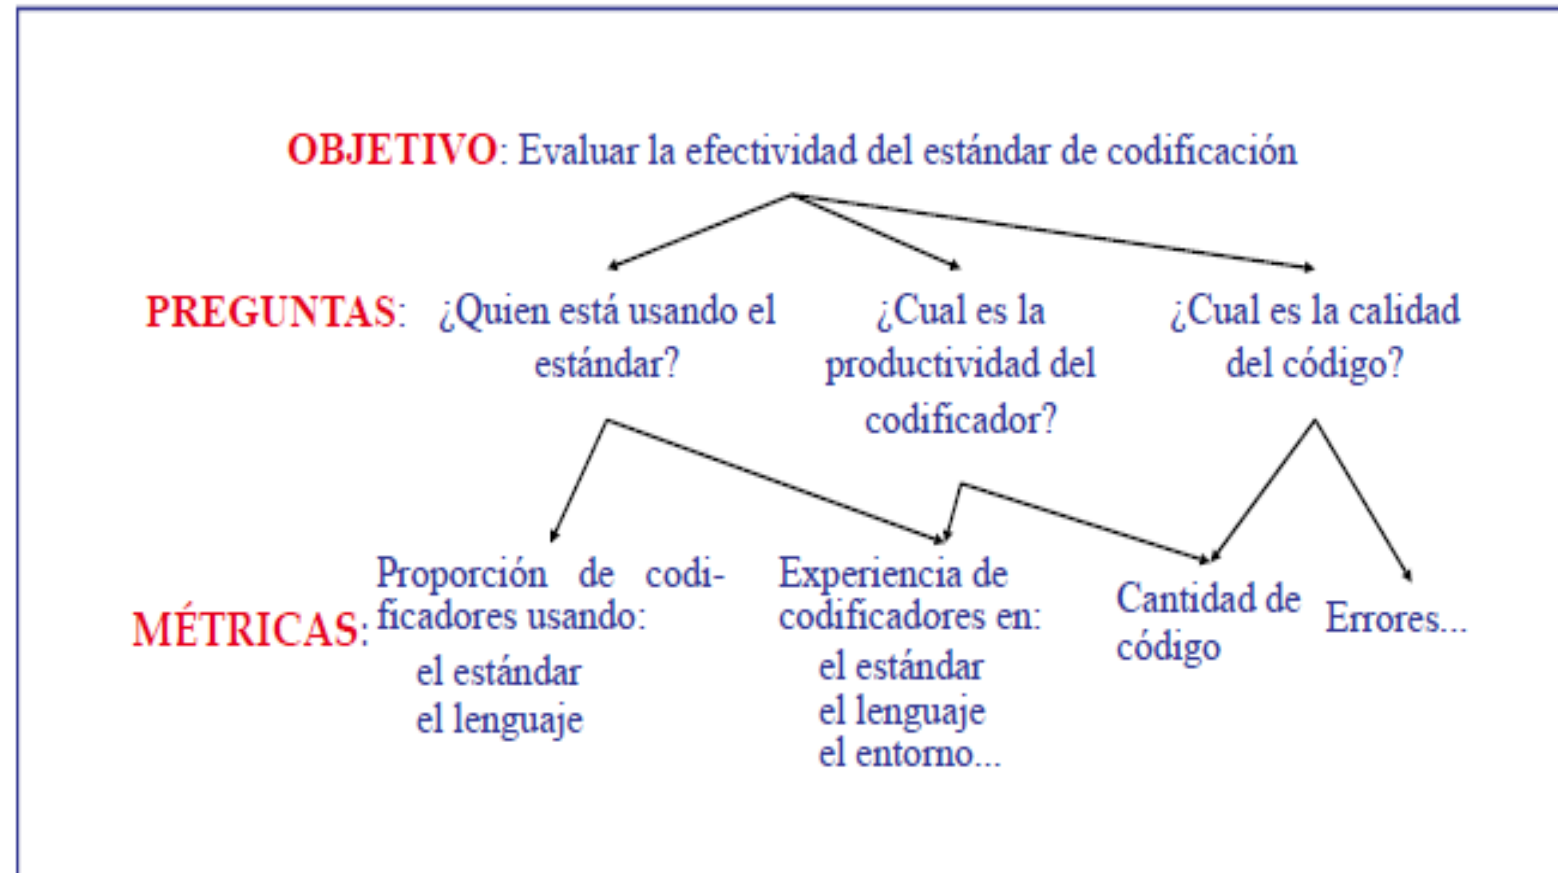 OBJETIVO: Evaluar la efectividad del estándar de codificación
PREGUNTAS:
¿Quien está usando el
estándar?
¿Cual es la
productividad del
codificador?
¿Cual es la calidad
del código?
MÉTRICAS:
Proporción de codi-
ficadores usando:
el estándar
el lenguaje
Experiencia de
codificadores en:
el estándar
el lenguaje
el entorno...
Cantidad de
código
Errores...